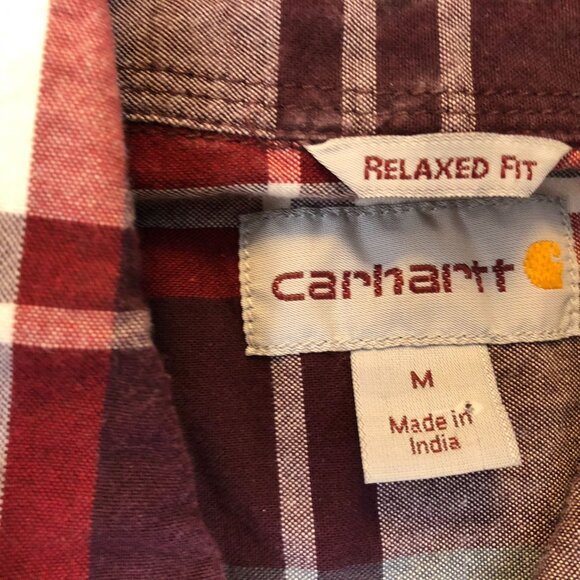 RELAXED FIT
carhartt
M
Made in
India